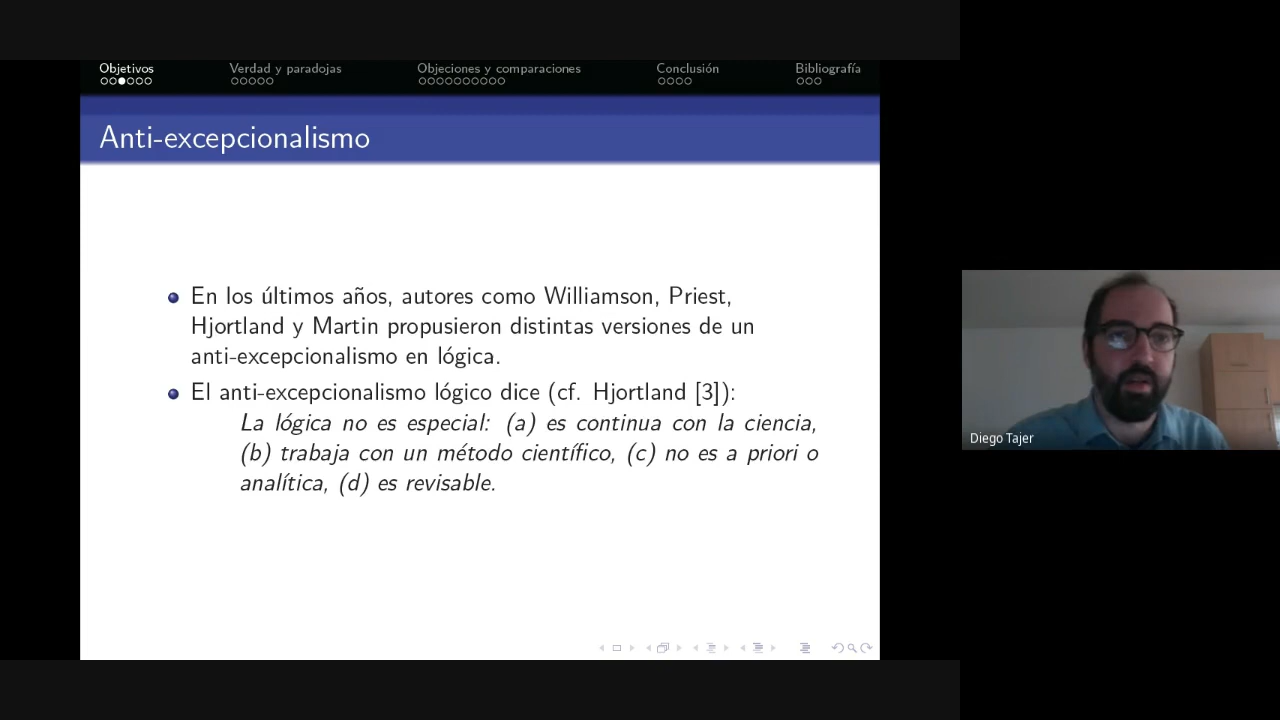 Objetivos
Verdad y paradojas
Objeciones y comparaciones
Conclusión
Bibliografía
Anti-excepcionalismo
En los últimos años, autores como Williamson, Priest,
Hjortland y Martin propusieron distintas versiones de un
anti-excepcionalismo en lógica.
El anti-excepcionalismo lógico dice (cf. Hjortland [3]):
La lógica no es especial: (a) es continua con la ciencia,
(b) trabaja con un método científico, (c) no es a priori o
analítica, (d) es revisable.
Diego Tajer